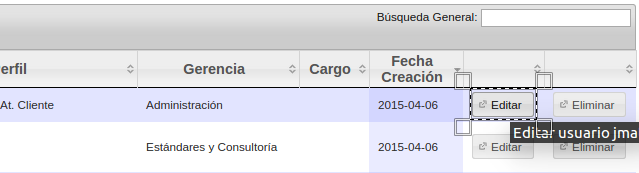 Búsqueda General:
Perfil Gerencia Cargo Fecha Creación
At. Cliente Administración 2015-04-06 Editar Eliminar
Editar usuario jma
Estándares y Consultoría 2015-04-06 Editar Eliminar